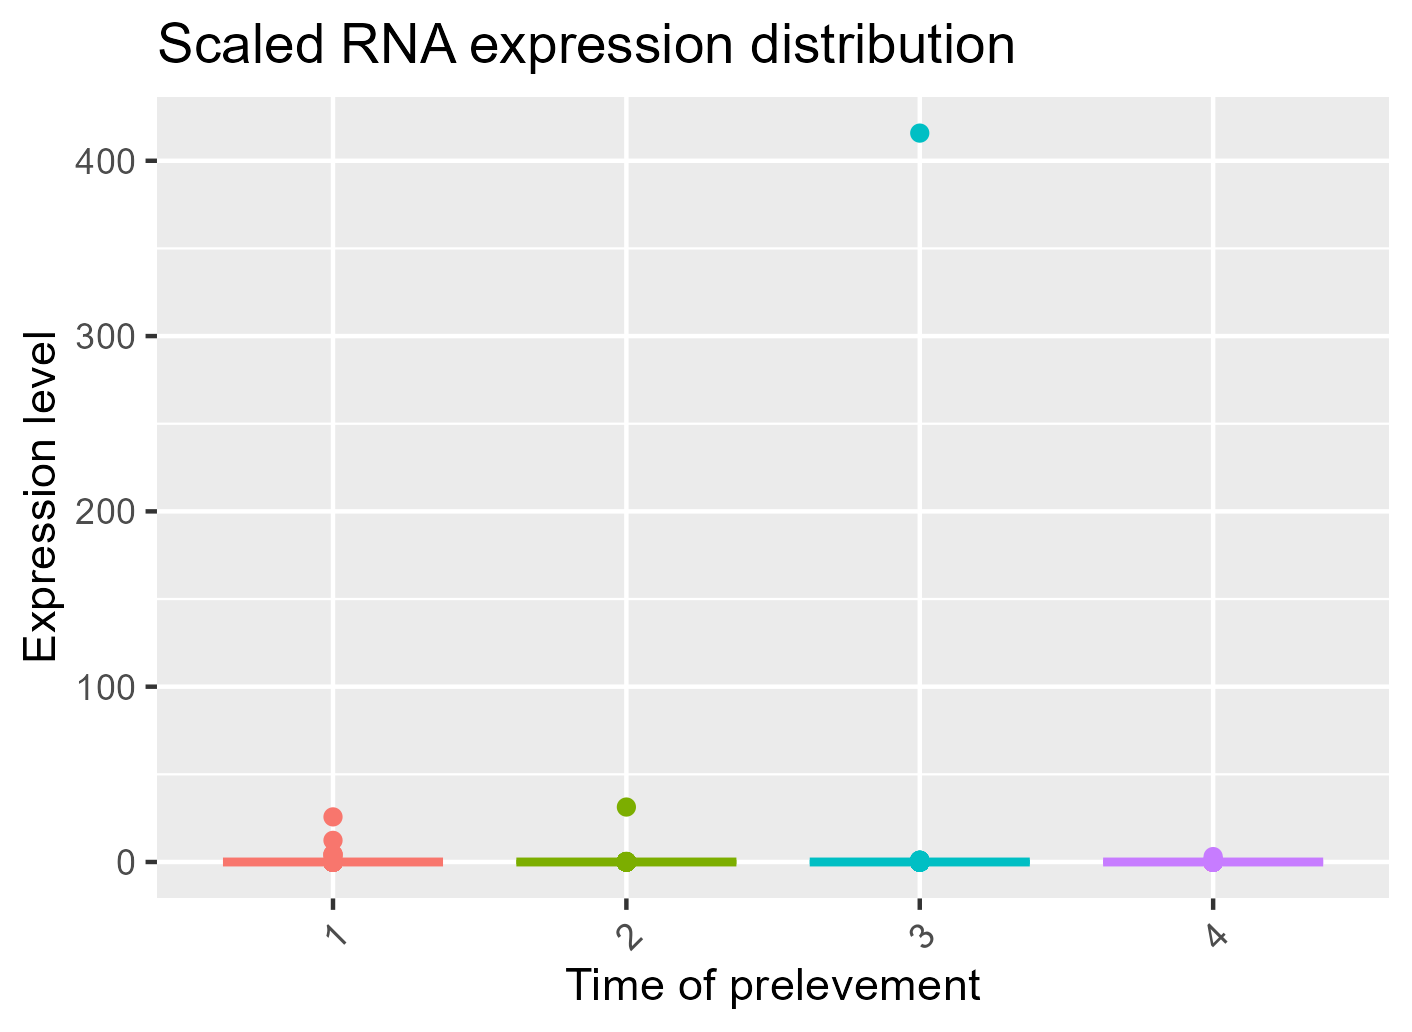 Scaled RNA expression distribution
Expression level
400
300
200
100
0
1 2 3 4
Time of prelevement